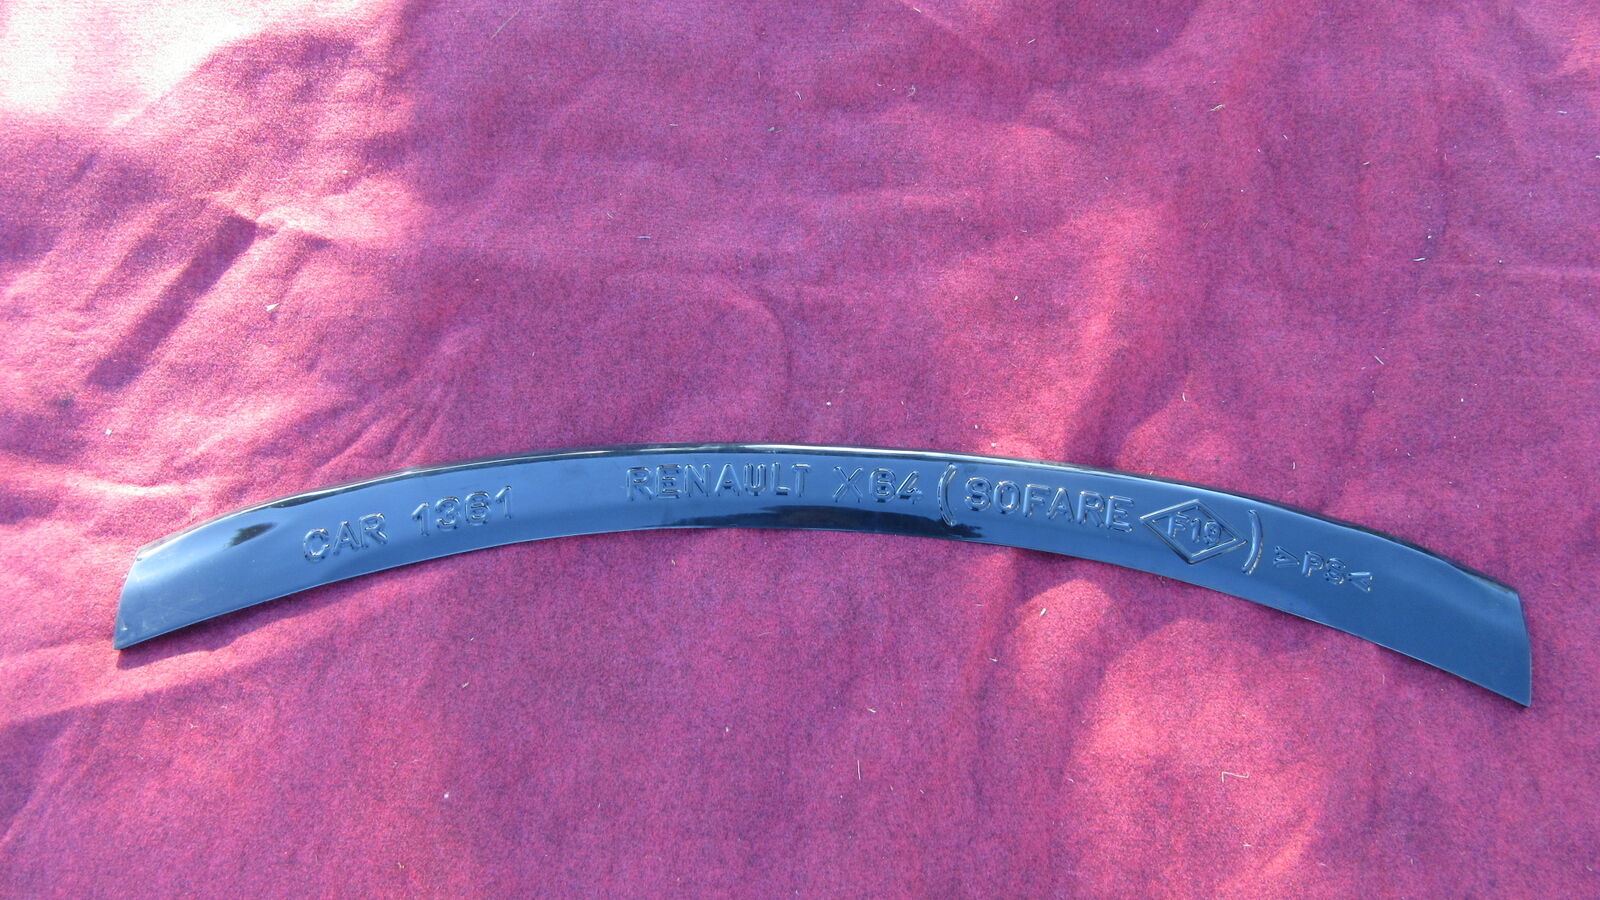 CAR 1361 RENAULT X64 (SOFARE F19) >PS<